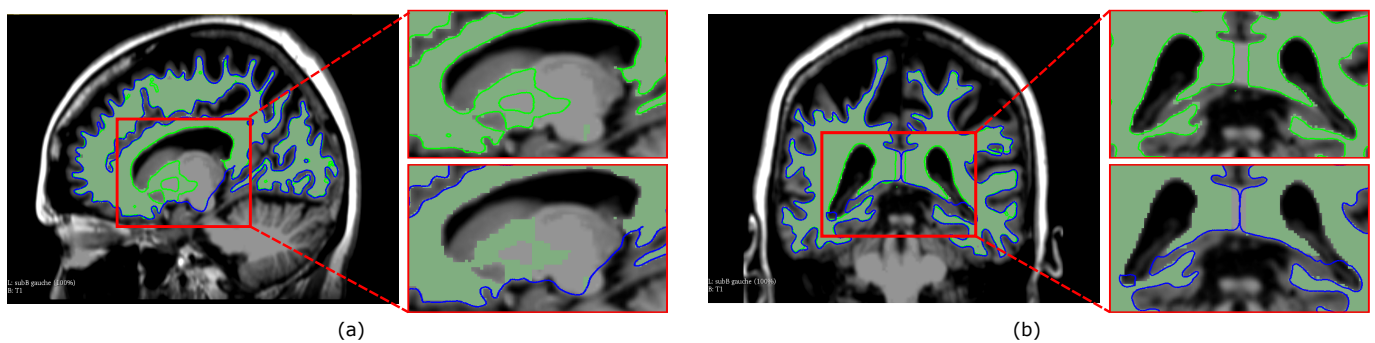 L: subB gauche (100%)
B: T1
L: subB gauche (100%)
B: T1
(a)
(b)